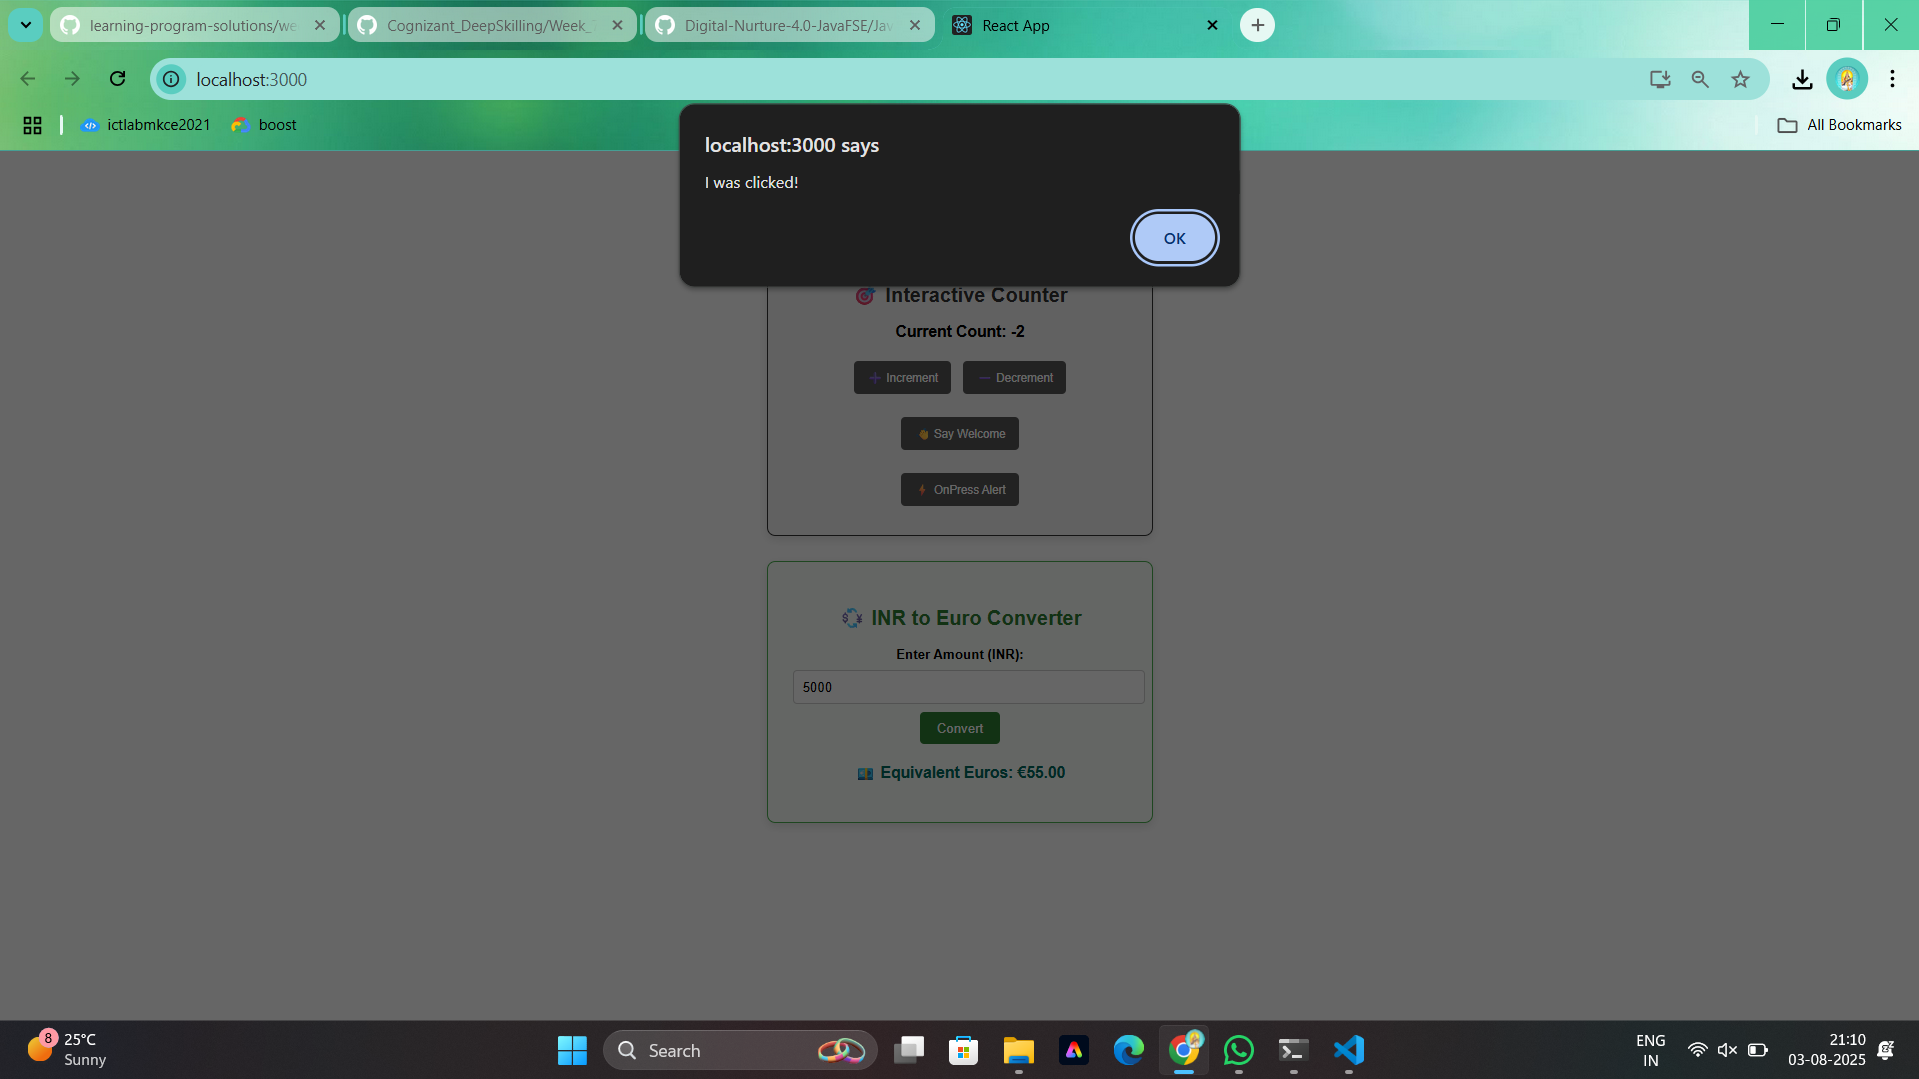 learning-program-solutions/we
Cognizant_DeepSkilling/Week_
Digital-Nurture-4.0-JavaFSE/Jav
React App
localhost:3000
ictlabmkce2021
boost
All Bookmarks
localhost:3000 says
I was clicked!
OK
Interactive Counter
Current Count: -2
Increment
Decrement
Say Welcome
OnPress Alert
INR to Euro Converter
Enter Amount (INR):
5000
Convert
Equivalent Euros: €55.00
8
25°C
Sunny
Search
ENG
IN
21:10
03-08-2025